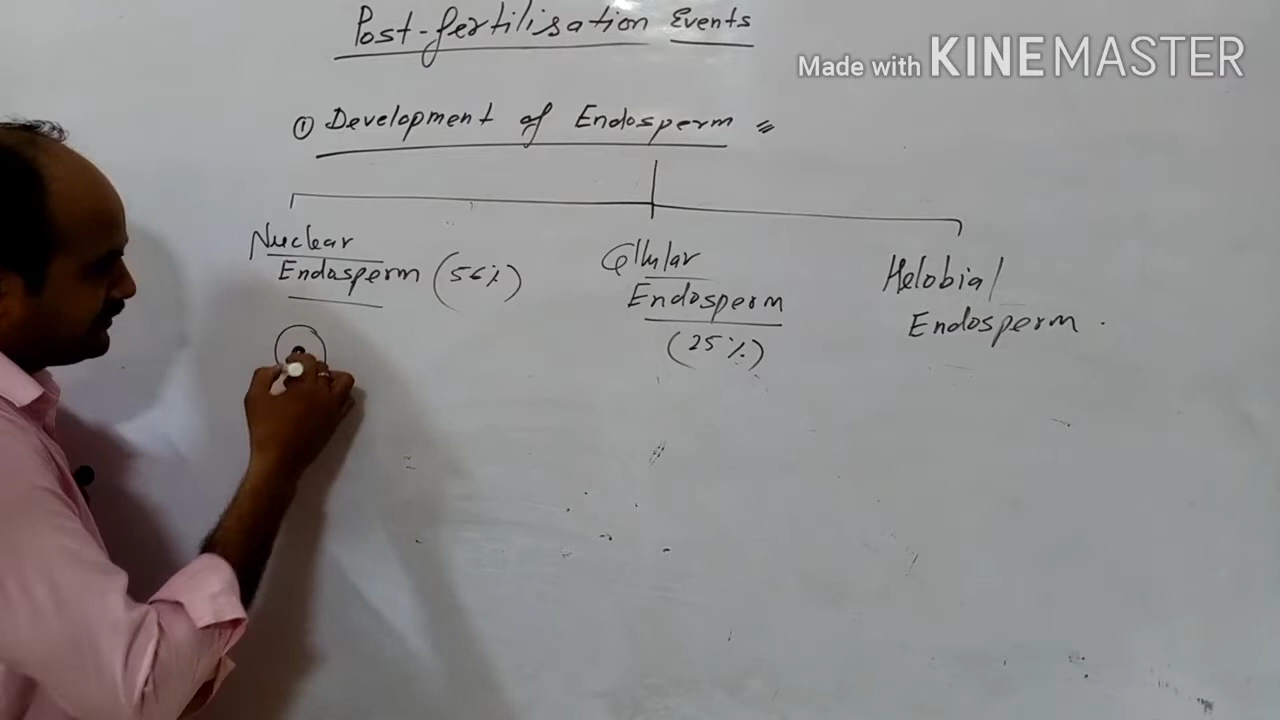 Post-fertilisation Events
Made with KINEMASTER
① Development of Endosperm
Nuclear
Endosperm (56%)
Cellular
Endosperm
(25%)
Helobial
Endosperm.